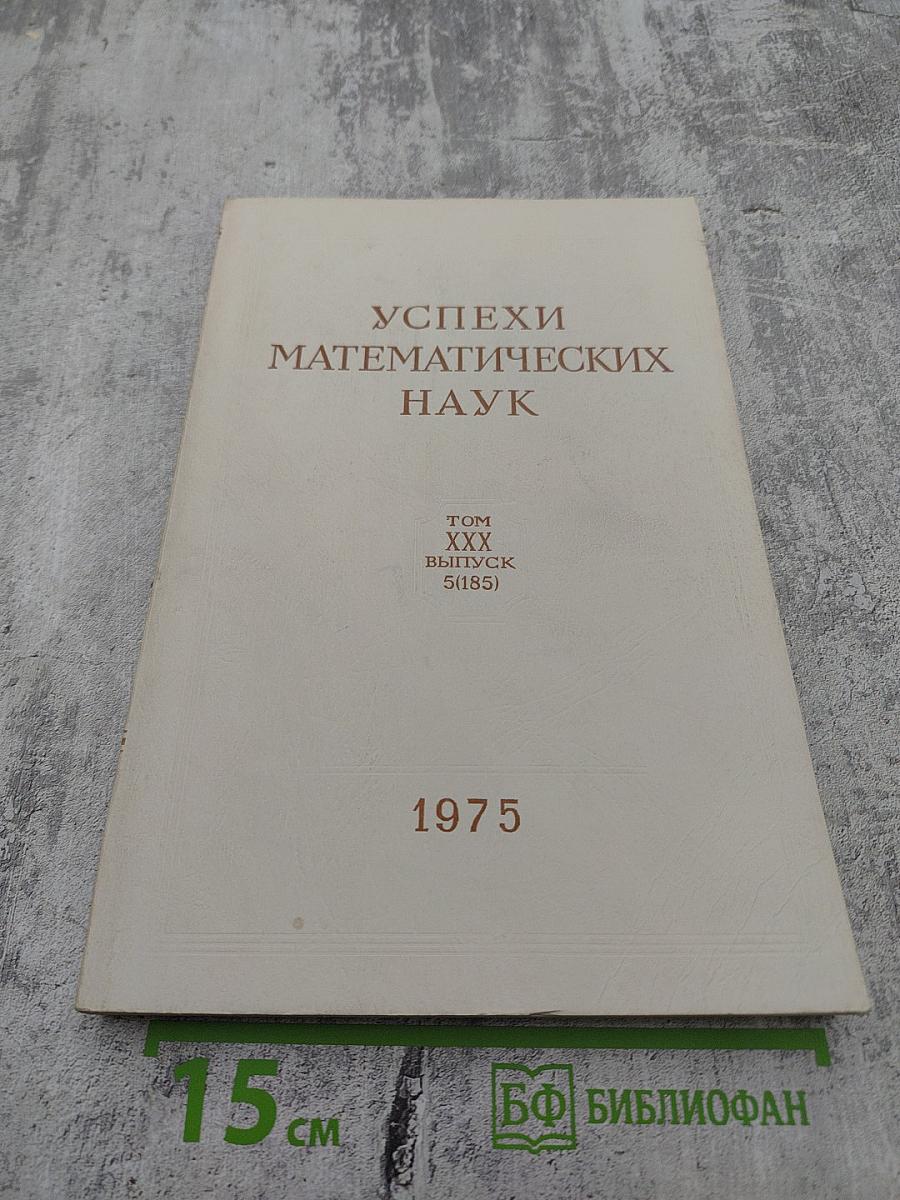 УСПЕХИ
МАТЕМАТИЧЕСКИХ
НАУК
ТОМ
XXX
ВЫПУСК
5(185)
1975
15 см
БФ БИБЛИОФАН